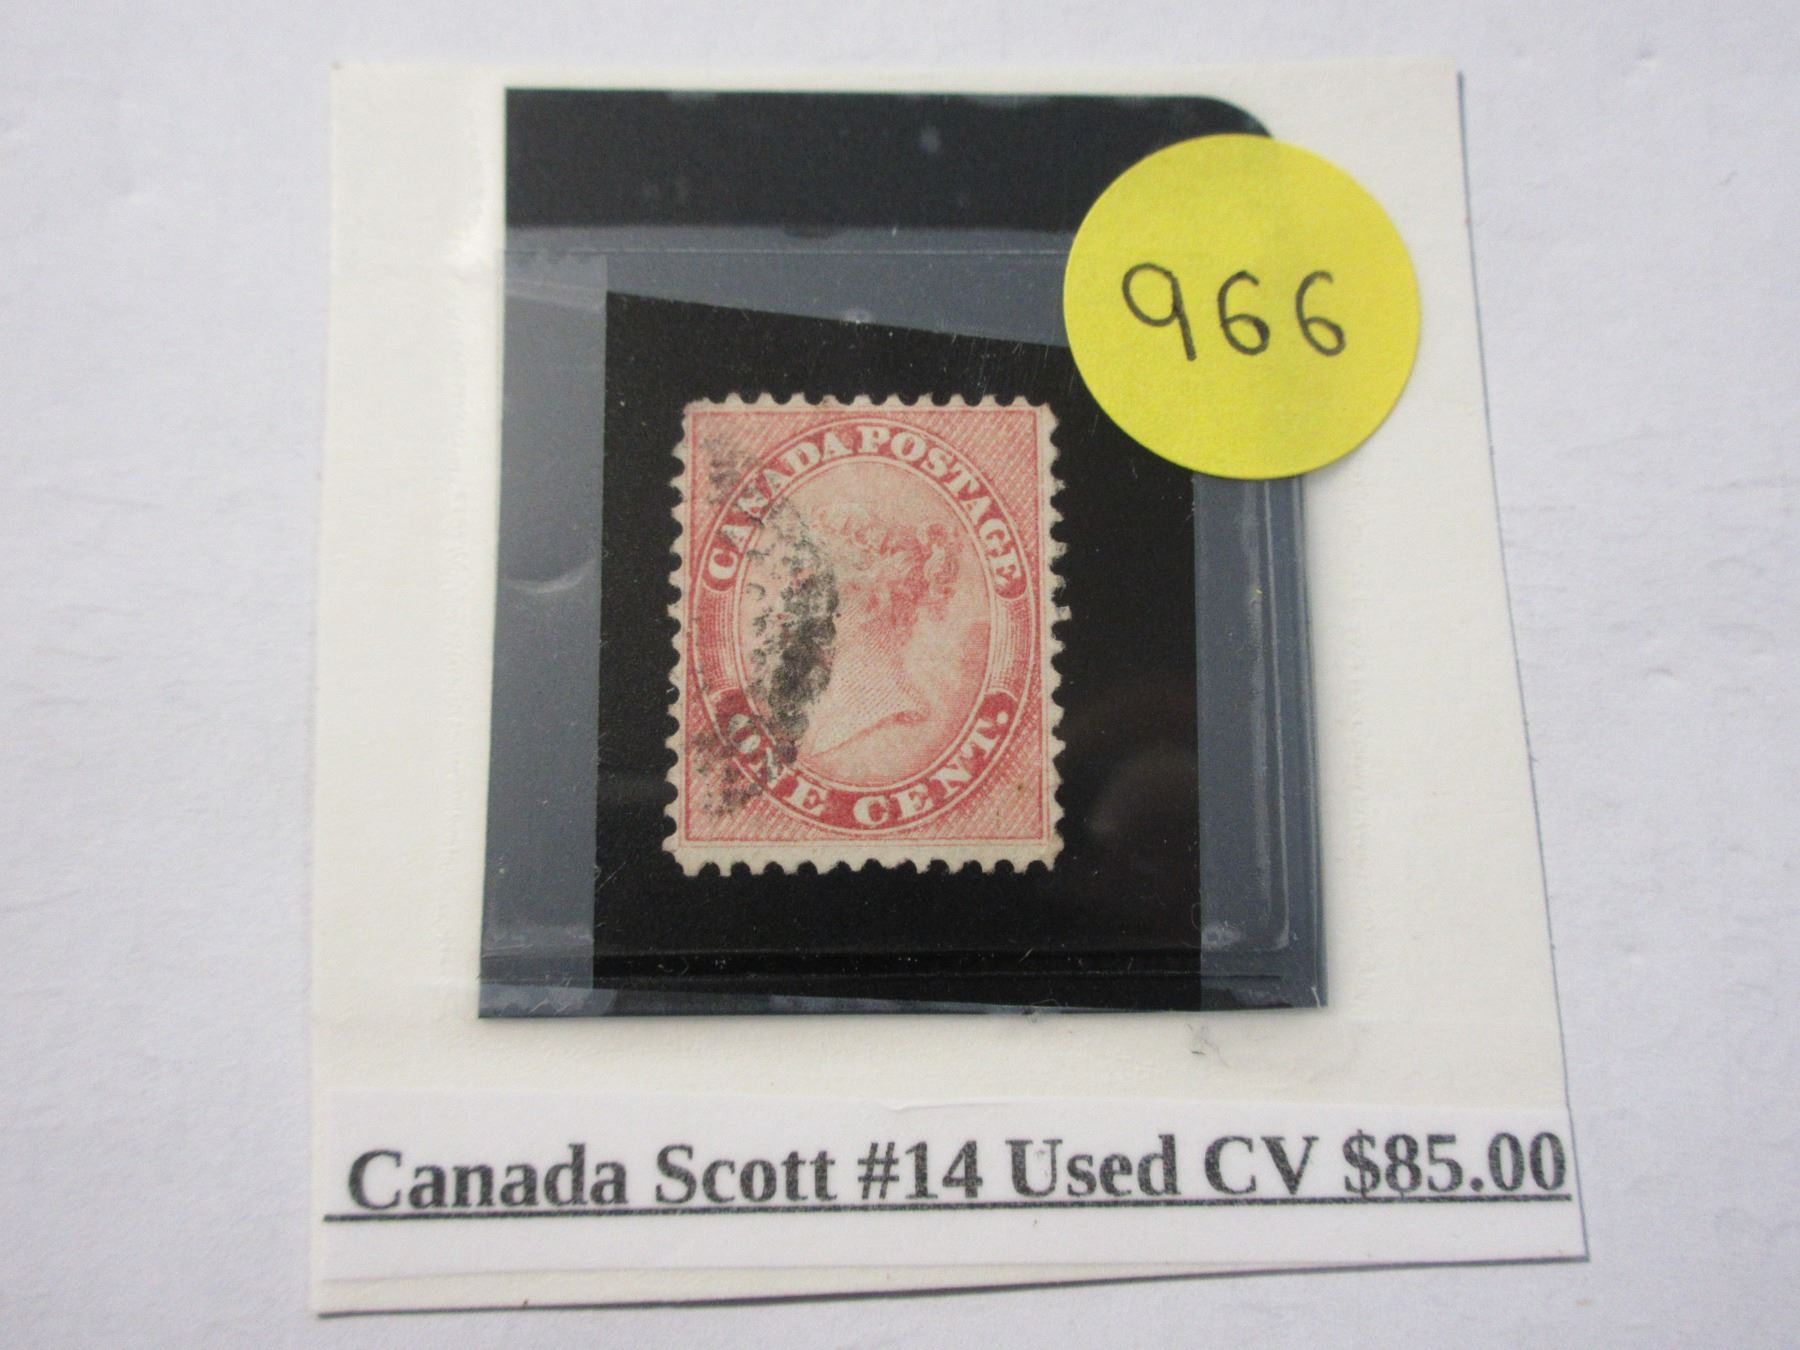 966
CANADA POSTAGE
ONE CENT.
Canada Scott #14 Used CV $85.00